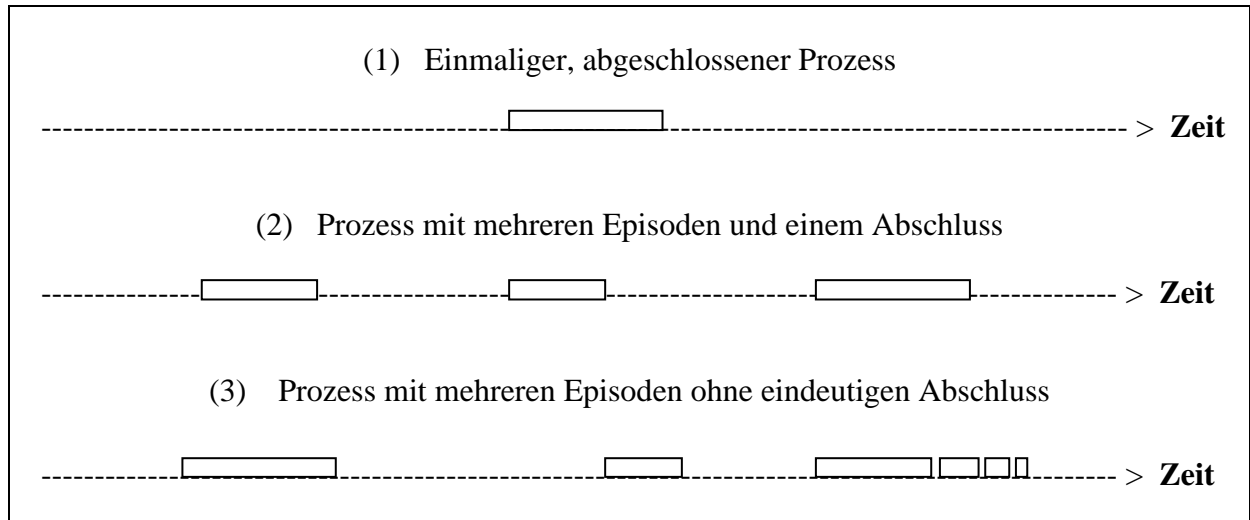 (1) Einmaliger, abgeschlossener Prozess
> Zeit
(2) Prozess mit mehreren Episoden und einem Abschluss
> Zeit
(3) Prozess mit mehreren Episoden ohne eindeutigen Abschluss
> Zeit